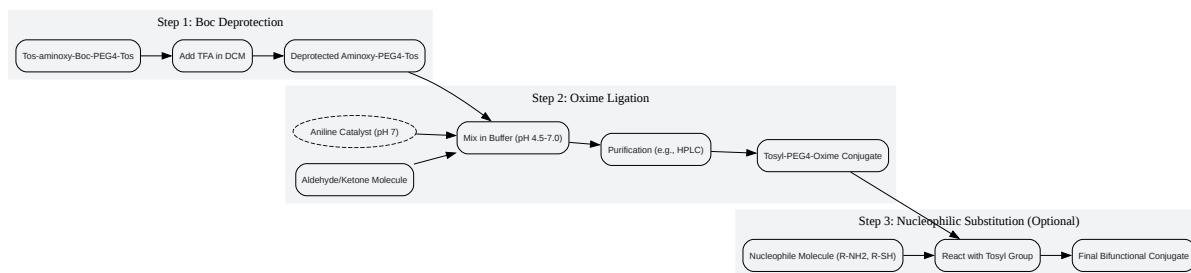 Step 1: Boc Deprotection
Tos-aminoxy-Boc-PEG4-Tos
Add TFA in DCM
Deprotected Aminoxy-PEG4-Tos
Step 2: Oxime Ligation
Aniline Catalyst (pH 7)
Mix in Buffer (pH 4.5-7.0)
Purification (e.g., HPLC)
Tosyl-PEG4-Oxime Conjugate
Aldehyde/Ketone Molecule
Step 3: Nucleophilic Substitution (Optional)
Nucleophile Molecule (R-NH2, R-SH)
React with Tosyl Group
Final Bifunctional Conjugate